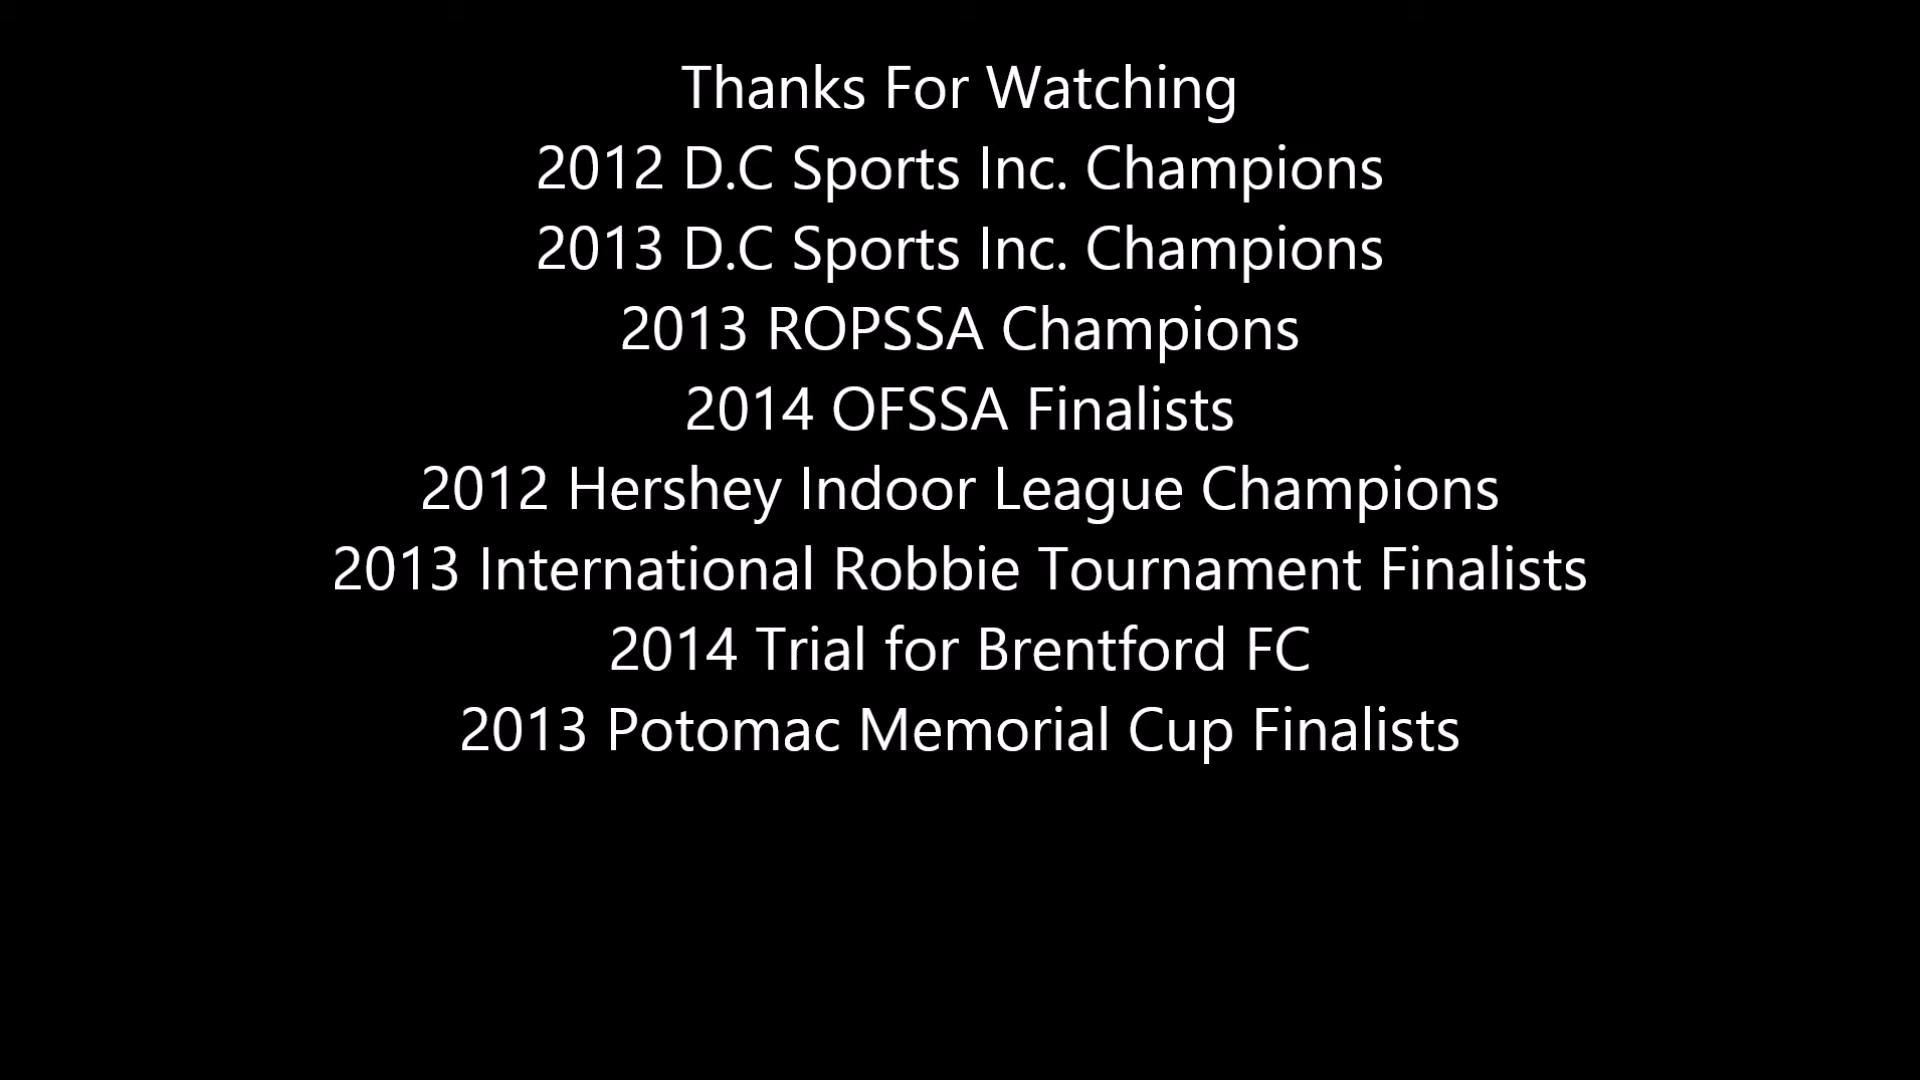 Thanks For Watching
2012 D.C Sports Inc. Champions
2013 D.C Sports Inc. Champions
2013 ROPSSA Champions
2014 OFSSA Finalists
2012 Hershey Indoor League Champions
2013 International Robbie Tournament Finalists
2014 Trial for Brentford FC
2013 Potomac Memorial Cup Finalists